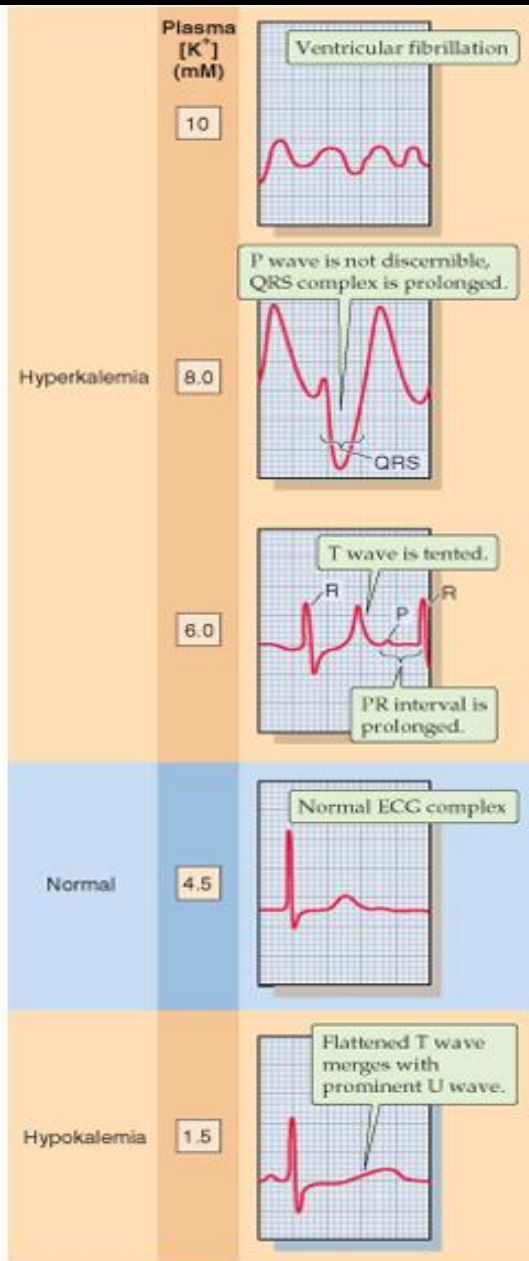 Plasma
[K+]
(mM)
Ventricular fibrillation
10
P wave is not discernible,
QRS complex is prolonged.
Hyperkalemia
8.0
QRS
T wave is tented.
R
R
P
6.0
PR interval is
prolonged.
Normal ECG complex
Normal
4.5
Flattened T wave
merges with
prominent U wave.
Hypokalemia
1.5